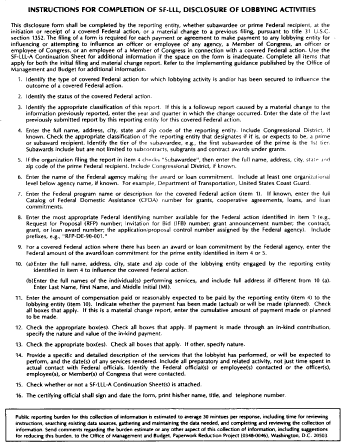 INSTRUCTIONS FOR COMPLETION OF SF-LLL, DISCLOSURE OF LOBBYING ACTIVITIES
This disclosure form shall be completed by the reporting entity, whether subawardee or prime Federal recipient, at the
initiation or receipt of a covered Federal action, or a material change to a previous filing, pursuant to title 31 U.S.C.
section 1352. The filing of a form is required for each payment or agreement to make payment to any lobbying entity for
influencing or attempting to influence an officer or employee of any agency, a Member of Congress, an officer or
employee of Congress, or an employee of a Member of Congress in connection with a covered Federal action. Use the
SF-LLL-A Continuation Sheet for additional information if the space on the form is inadequate. Complete all items that
apply for both the initial filing and material change report. Refer to the implementing guidance published by the Office of
Management and Budget for additional information.
1. Identify the type of covered Federal action for which lobbying activity is and/or has been secured to influence the
outcome of a covered Federal action.
2. Identify the status of the covered Federal action.
3. Identify the appropriate classification of this report. If this is a followup report caused by a material change to the
information previously reported, enter the year and quarter in which the change occurred. Enter the date of the last
previously submitted report by this reporting entity for this covered Federal action.
4. Enter the full name, address, city, state and zip code of the reporting entity. Include Congressional District, if
known. Check the appropriate classification of the reporting entity that designates if it is, or expects to be, a prime
or subaward recipient. Identify the tier of the subawardee, e.g., the first subawardee of the prime is the 1st tier.
Subawards include but are not limited to subcontracts, subgrants and contract awards under grants.
5. If the organization filing the report in item 4 checks "Subawardee", then enter the full name, address, city, state and
zip code of the prime Federal recipient. Include Congressional District, if known.
6. Enter the name of the Federal agency making the award or loan commitment. Include at least one organizational
level below agency name, if known. For example, Department of Transportation, United States Coast Guard.
7. Enter the Federal program name or description for the covered Federal action (item 1). If known, enter the full
Catalog of Federal Domestic Assistance (CFDA) number for grants, cooperative agreements, loans, and loan
commitments.
8. Enter the most appropriate Federal identifying number available for the Federal action identified in item 1 (e.g.,
Request for Proposal (RFP) number; Invitation for Bid (IFB) number; grant announcement number; the contract,
grant, or loan award number; the application/proposal control number assigned by the Federal agency). Include
prefixes, e.g., "RFP-DE-90-001."
9. For a covered Federal action where there has been an award or loan commitment by the Federal agency, enter the
Federal amount of the award/loan commitment for the prime entity identified in item 4 or 5.
10. (a)Enter the full name, address, city, state and zip code of the lobbying entity engaged by the reporting entity
identified in item 4 to influence the covered Federal action.
(b)Enter the full names of the individual(s) performing services, and include full address if different from 10 (a).
Enter Last Name, First Name, and Middle Initial (MI).
11. Enter the amount of compensation paid or reasonably expected to be paid by the reporting entity (item 4) to the
lobbying entity (item 10). Indicate whether the payment has been made (actual) or will be made (planned). Check
all boxes that apply. If this is a material change report, enter the cumulative amount of payment made or planned
to be made.
12. Check the appropriate box(es). Check all boxes that apply. If payment is made through an in-kind contribution,
specify the nature and value of the in-kind payment.
13. Check the appropriate box(es). Check all boxes that apply. If other, specify nature.
14. Provide a specific and detailed description of the services that the lobbyist has performed, or will be expected to
perform, and the date(s) of any services rendered. Include all preparatory and related activity, not just time spent in
actual contact with Federal officials. Identify the Federal official(s) or employee(s) contacted or the officer(s),
employee(s), or Member(s) of Congress that were contacted.
15. Check whether or not a SF-LLL-A Continuation Sheet(s) is attached.
16. The certifying official shall sign and date the form, print his/her name, title, and telephone number.
Public reporting burden for this collection of information is estimated to average 30 mintues per response, including time for reviewing
instructions, searching existing data sources, gathering and maintaining the data needed, and completing and reviewing the collection of
information. Send comments regarding the burden estimate or any other aspect of this collection of information, including suggestions
for reducing this burden, to the Office of Management and Budget, Paperwork Reduction Project (0348-0046), Washington, D.C. 20503